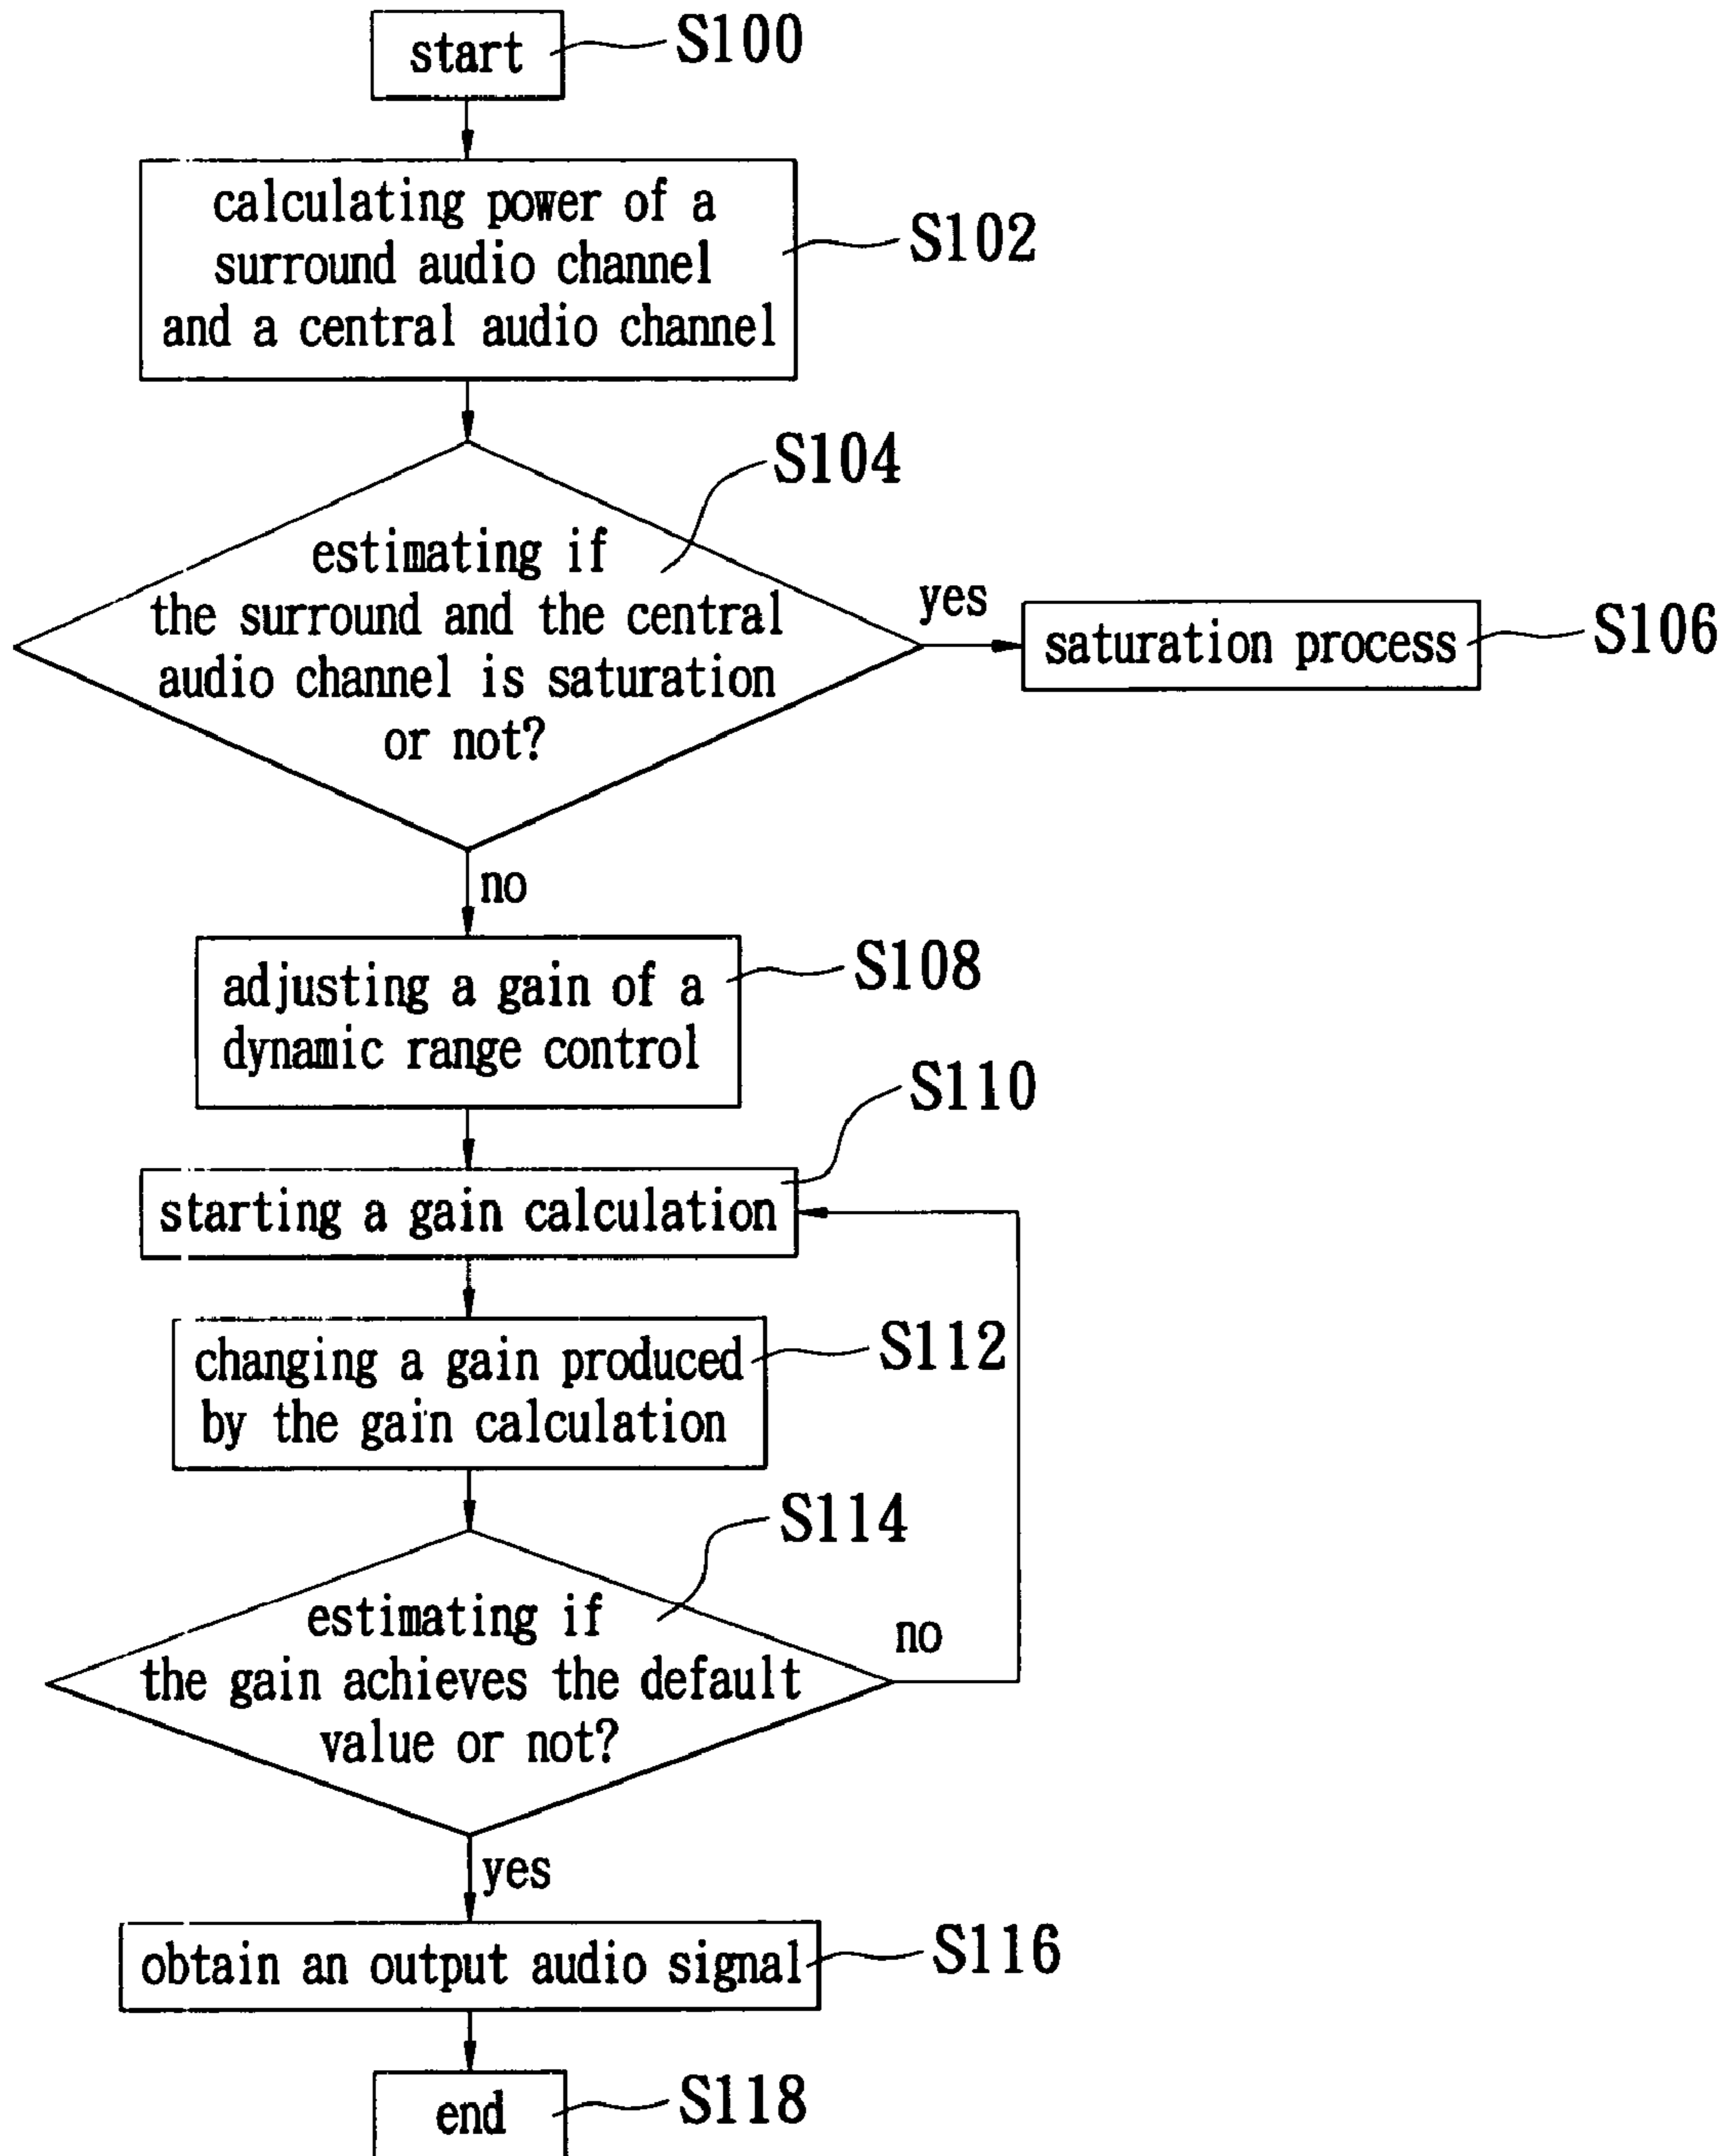 start
S100
calculating power of a
surround audio channel
and a central audio channel
S102
S104
estimating if
the surround and the central
audio channel is saturation
or not?
yes
saturation process
S106
no
adjusting a gain of a
dynamic range control
S108
S110
starting a gain calculation
changing a gain produced
by the gain calculation
S112
S114
estimating if
the gain achieves the default
value or not?
no
yes
obtain an output audio signal
S116
end
S118